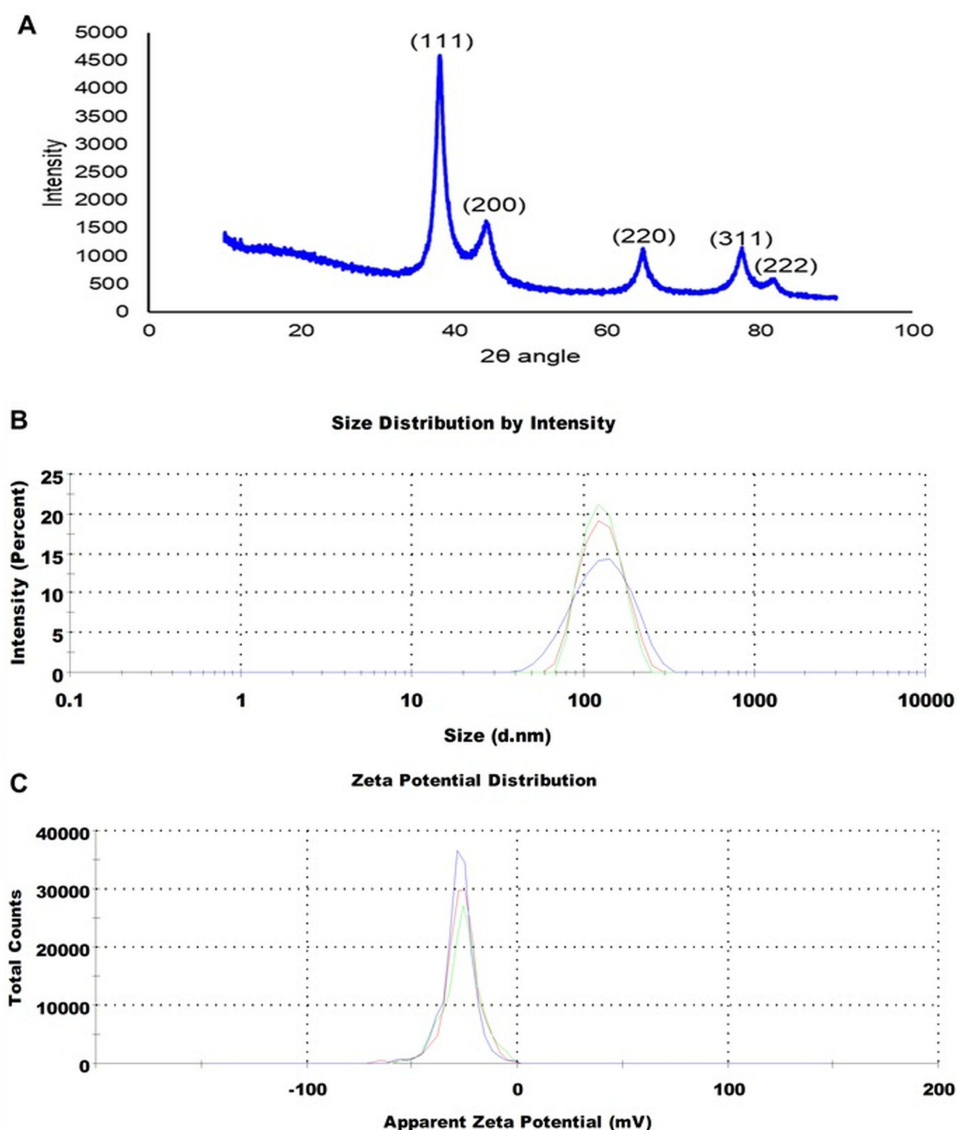 A
5000
4500
4000
3500
3000
2500
2000
1500
1000
500
0
Intensity
(111)
(200)
(220)
(311)
(222)
0 20 40 60 80 100
2θ angle
B
Size Distribution by Intensity
25
20
15
10
5
0
Intensity (Percent)
0.1 1 10 100 1000 10000
Size (d.nm)
C
Zeta Potential Distribution
40000
30000
20000
10000
0
Total Counts
-100 0 100 200
Apparent Zeta Potential (mV)